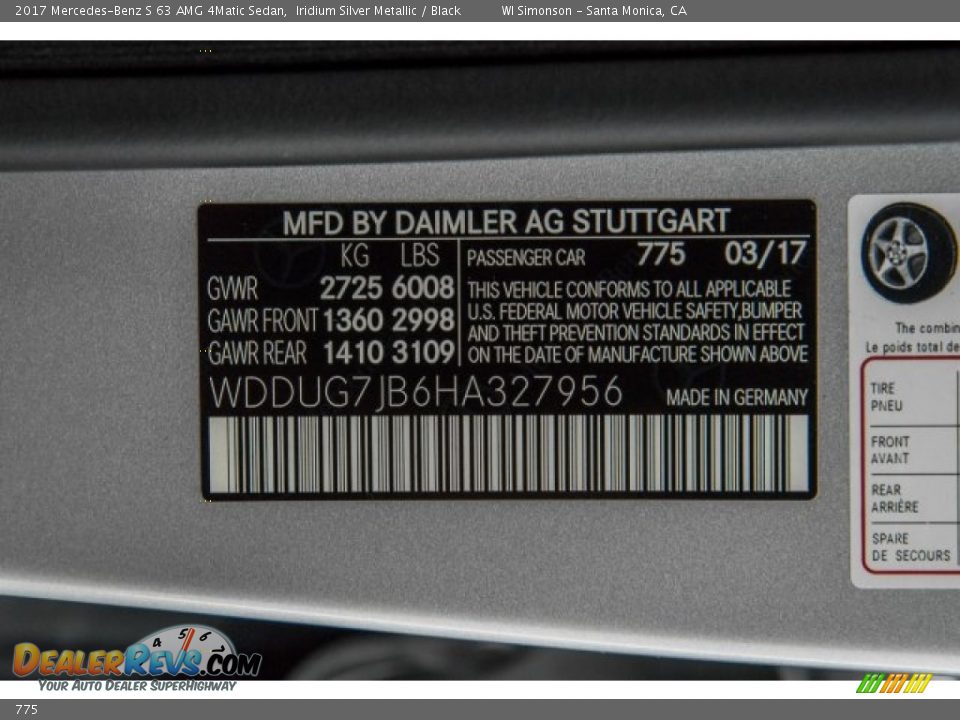 2017 Mercedes-Benz S 63 AMG 4Matic Sedan, Iridium Silver Metallic / Black WI Simonson - Santa Monica, CA
MFD BY DAIMLER AG STUTTGART
KG LBS
GVWR 2725 6008
GAWR FRONT 1360 2998
GAWR REAR 1410 3109
PASSENGER CAR 775 03/17
THIS VEHICLE CONFORMS TO ALL APPLICABLE
U.S. FEDERAL MOTOR VEHICLE SAFETY,BUMPER
AND THEFT PREVENTION STANDARDS IN EFFECT
ON THE DATE OF MANUFACTURE SHOWN ABOVE
WDDUG7JB6HA327956 MADE IN GERMANY
The combin
Le poids total de
TIRE
PNEU
FRONT
AVANT
REAR
ARRIÈRE
SPARE
DE SECOURS
4 5 6
DEALERREVS.COM
YOUR AUTO DEALER SUPERHIGHWAY
775